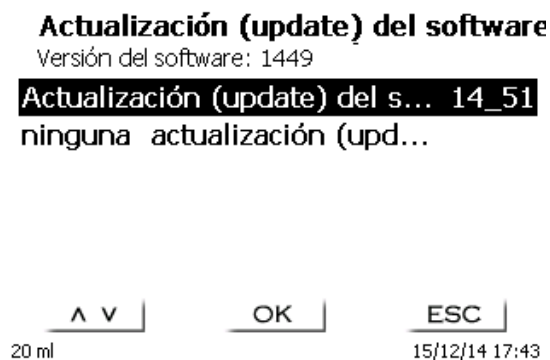 Actualización (update) del software
Versión del software: 1449
Actualización (update) del s... 14_51
ninguna actualización (upd...
∧ ∨ OK ESC
20 ml 15/12/14 17:43